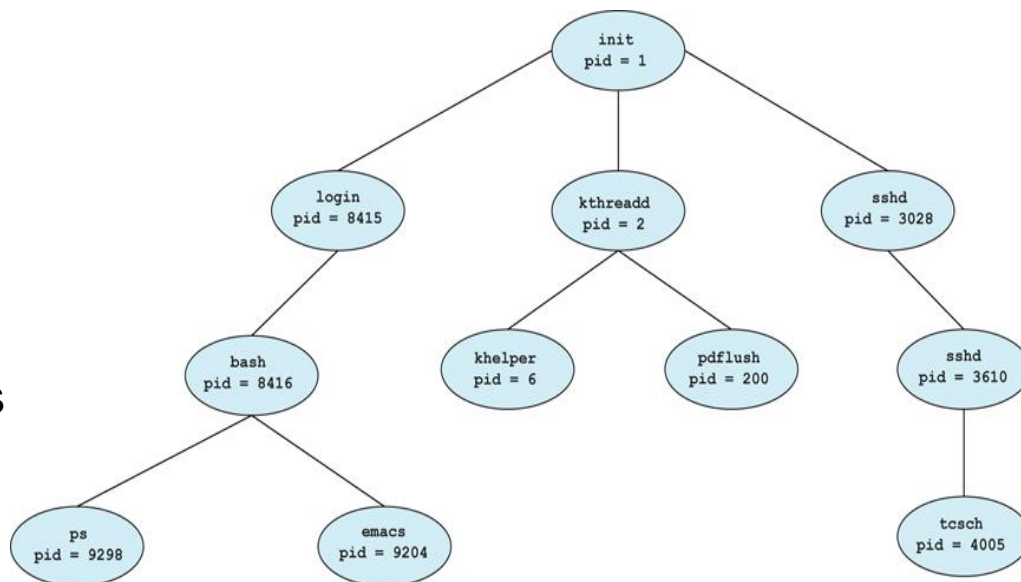 init
pid = 1
login
pid = 8415
kthreadd
pid = 2
sshd
pid = 3028
bash
pid = 8416
khelper
pid = 6
pdflush
pid = 200
sshd
pid = 3610
s
ps
pid = 9298
emacs
pid = 9204
tcsch
pid = 4005